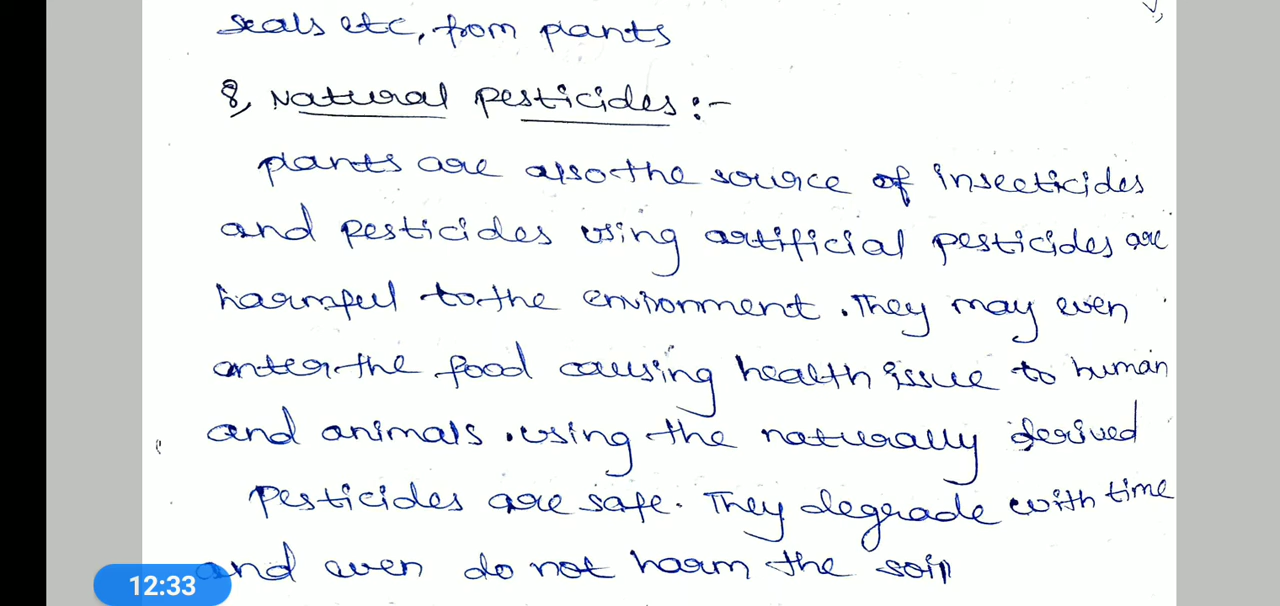 seals etc, from plants
8, Natural pesticides :-
plants are also the source of insecticides
and pesticides using artificial pesticides are
harmful to the environment. They may even
enter the food causing health issue to human
and animals. using the naturally derived
pesticides are safe. They degrade with time
and even do not harm the soil
12:33